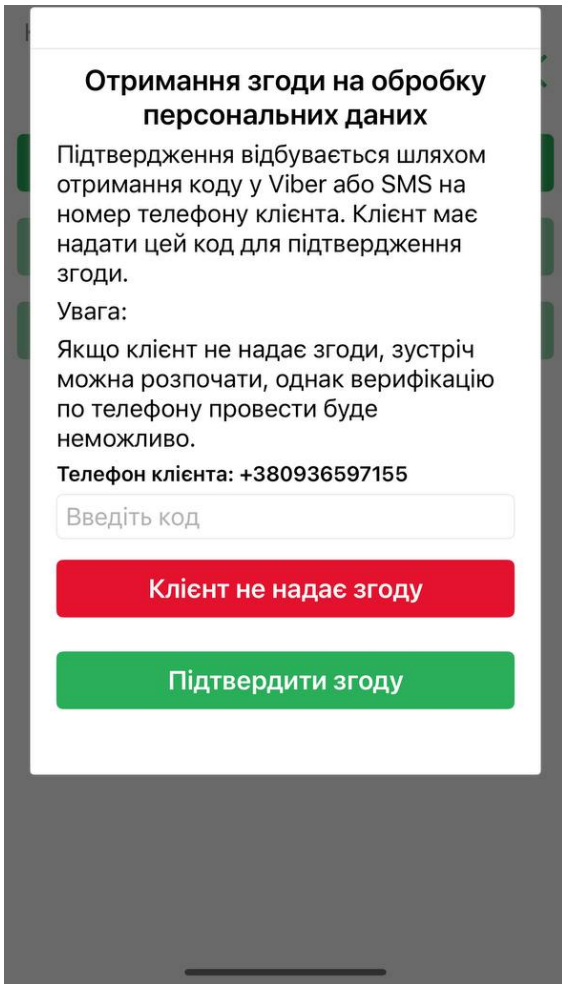 Отримання згоди на обробку
персональних даних
Підтвердження відбувається шляхом
отримання коду у Viber або SMS на
номер телефону клієнта. Клієнт має
надати цей код для підтвердження
згоди.
Увага:
Якщо клієнт не надає згоди, зустріч
можна розпочати, однак верифікацію
по телефону провести буде
неможливо.
Телефон клієнта: +380936597155
Введіть код
Клієнт не надає згоду
Підтвердити згоду